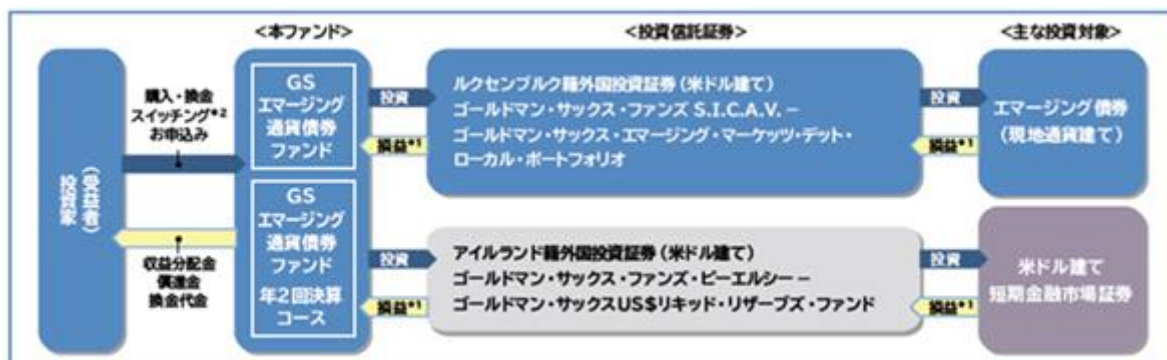 <本ファンド>
<投資信託証券>
<主な投資対象>
投資家
(受益者)
購入・換金
スイッチング*2
お申込み
収益分配金
償還金
換金代金
GS
エマージング
通貨債券
ファンド
GS
エマージング
通貨債券
ファンド
年2回決算
コース
投資
損益*1
ルクセンブルク籍外国投資証券(米ドル建て)
ゴールドマン・サックス・ファンズ S.I.C.A.V. −
ゴールドマン・サックス・エマージング・マーケッツ・デット・
ローカル・ポートフォリオ
投資
損益*1
エマージング債券
(現地通貨建て)
投資
損益*1
アイルランド籍外国投資証券(米ドル建て)
ゴールドマン・サックス・ファンズ・ピーエルシー −
ゴールドマン・サックスUS$リキッド・リザーブズ・ファンド
投資
損益*1
米ドル建て
短期金融市場証券